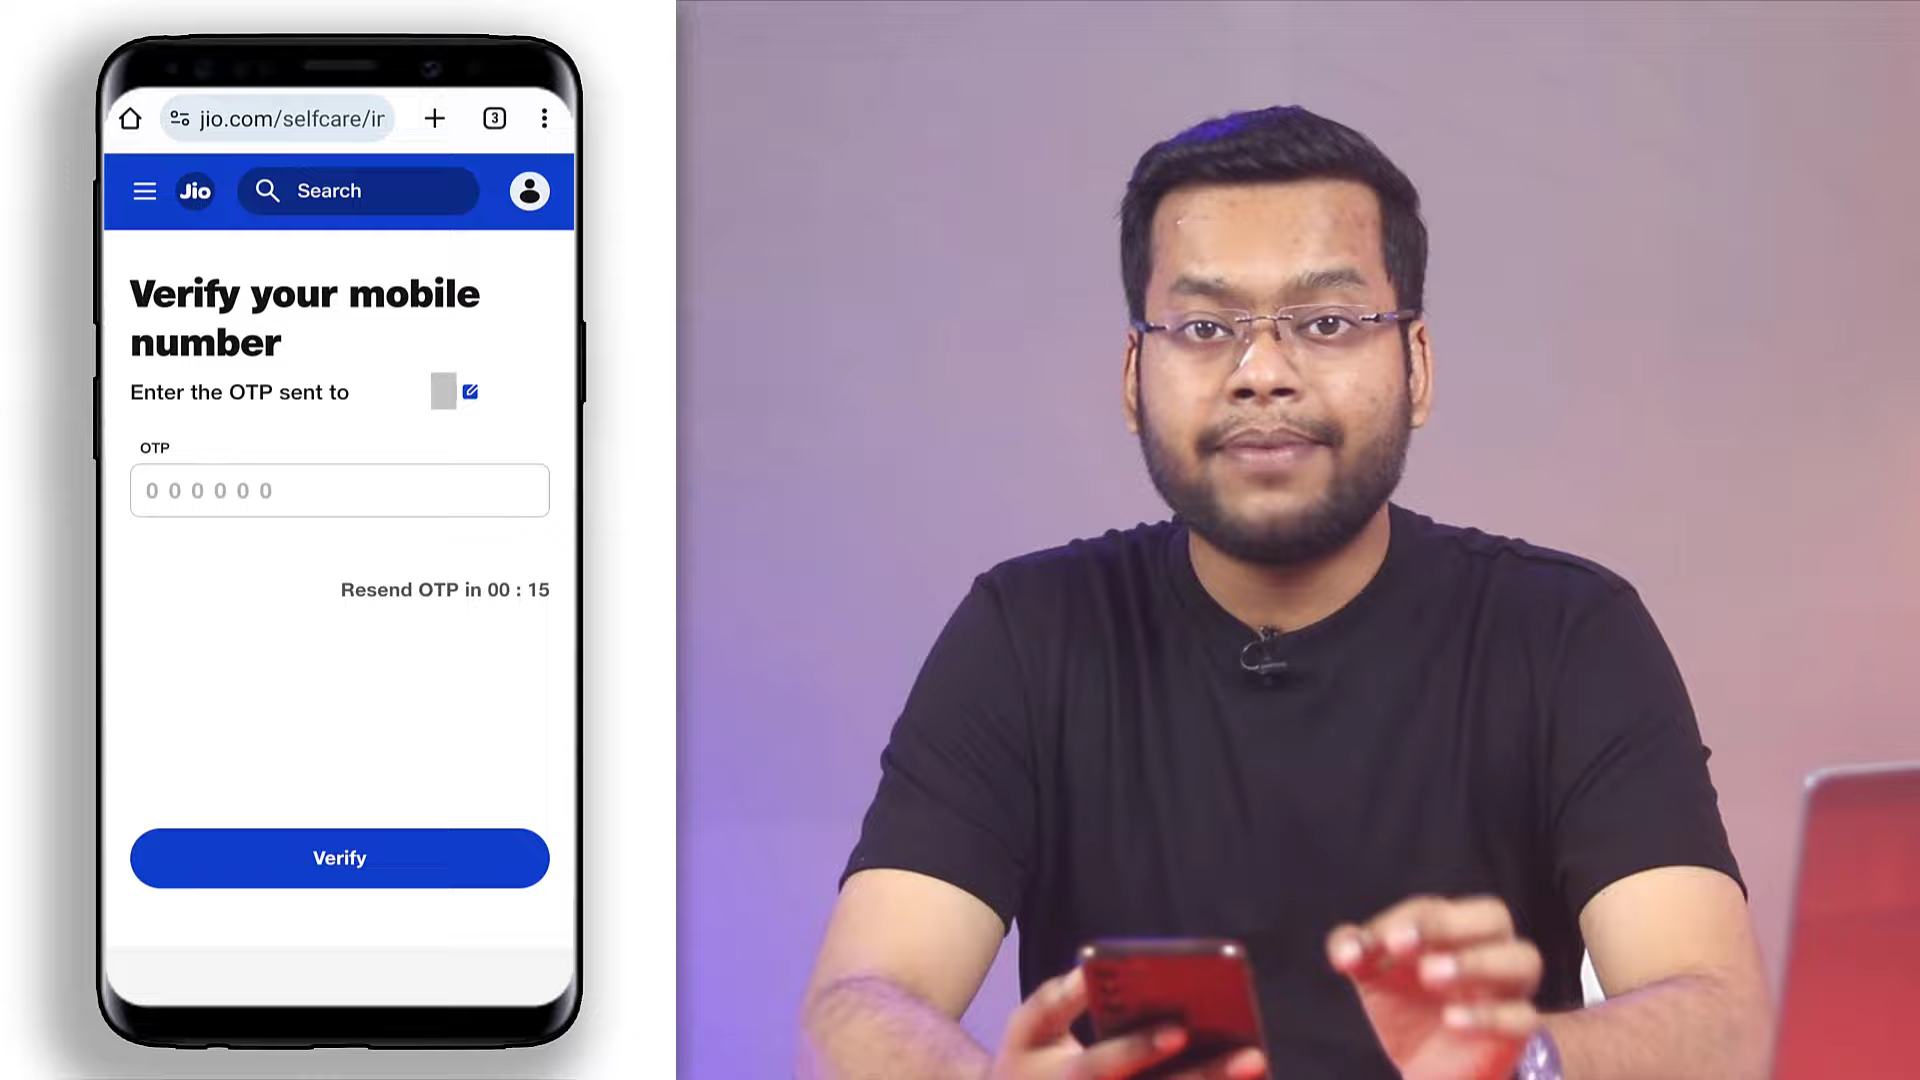 jio.com/selfcare/ir
3
Jio
Search
Verify your mobile
number
Enter the OTP sent to
OTP
0 0 0 0 0 0
Resend OTP in 00 : 15
Verify